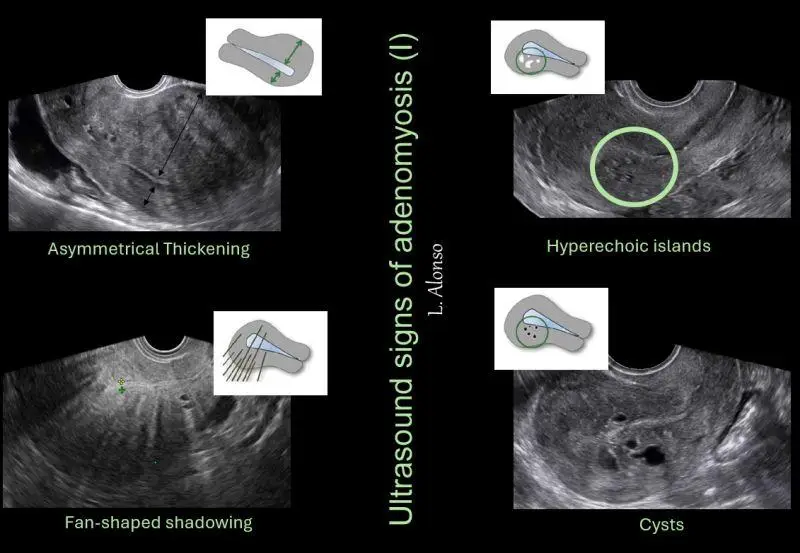 Asymmetrical Thickening
Fan-shaped shadowing
Ultrasound signs of adenomyosis (I)
L. Alonso
Hyperechoic islands
Cysts